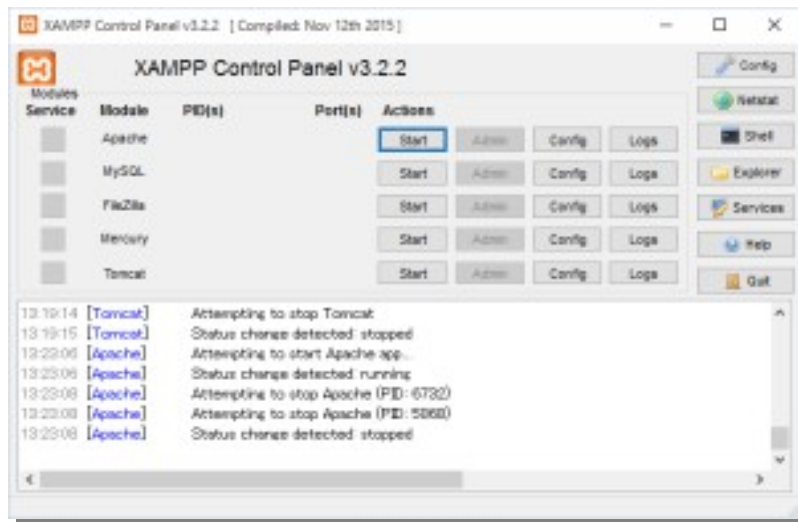 XAMPP Control Panel v3.2.2 [ Compiled: Nov 12th 2015 ]
XAMPP Control Panel v3.2.2
Modules
Service Module PID(s) Port(s) Actions
Apache Start Admin Config Logs
MySQL Start Admin Config Logs
FileZilla Start Admin Config Logs
Mercury Start Admin Config Logs
Tomcat Start Admin Config Logs
Config
Netstat
Shell
Explorer
Services
Help
Quit
13:19:14 [Tomcat] Attempting to stop Tomcat
13:19:15 [Tomcat] Status change detected: stopped
13:23:06 [Apache] Attempting to start Apache app...
13:23:06 [Apache] Status change detected: running
13:23:08 [Apache] Attempting to stop Apache (PID: 6732)
13:23:08 [Apache] Attempting to stop Apache (PID: 5068)
13:23:08 [Apache] Status change detected: stopped